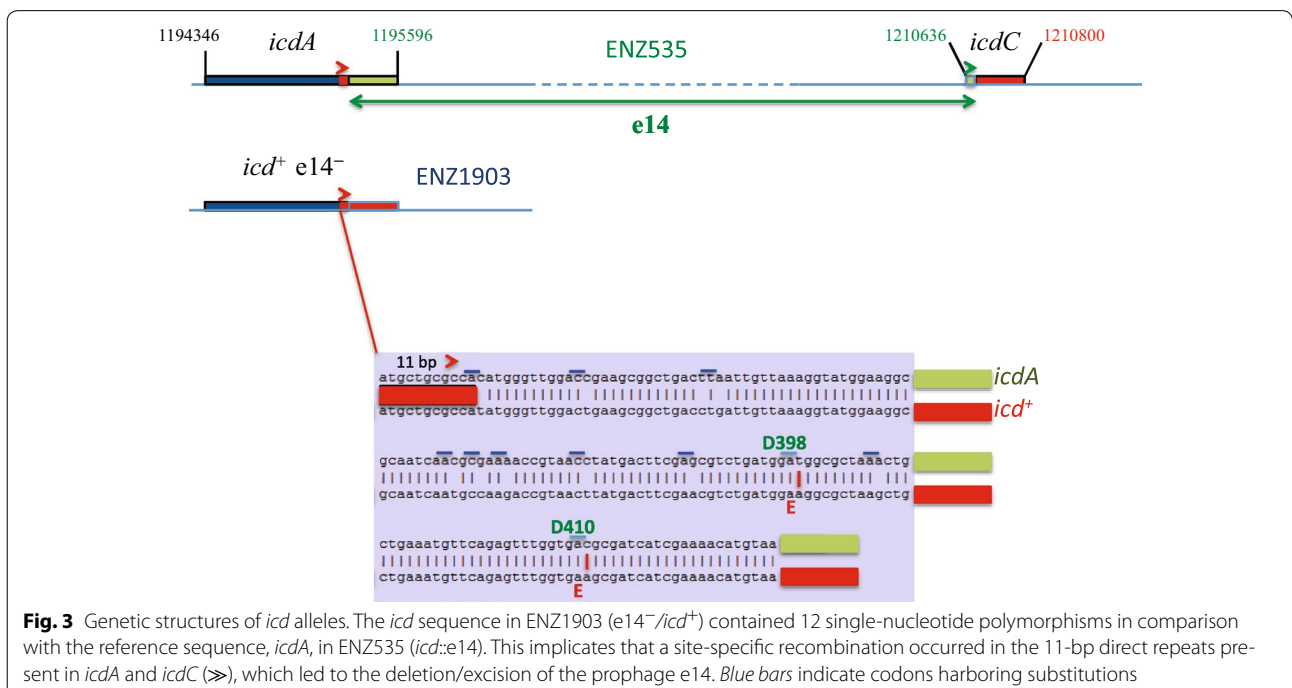 1194346 icdA 1195596 ENZ535 1210636 icdC 1210800
e14
icd⁺ e14⁻ ENZ1903
11 bp
atgctgcgccacatgggttggaccgaagcggctgacttaattgttaaaggtatggaaggc icdA
atgctgcgccatatgggttggactgaagcggctgacctgattgttaaaggtatggaaggc icd⁺
D398
gcaatcaacgcgaaaaccgtaacctatgacttcgagcgtctgatggatggcgctaaactg
gcaatcaatgccaagaccgtaacttatgacttcgaacgtctgatggaaggcgctaagctg
E
D410
ctgaaatgttcagagtttggtgacgcgatcatcgaaaacatgtaa
ctgaaatgttcagagtttggtgaagcgatcatcgaaaacatgtaa
E
Fig. 3 Genetic structures of icd alleles. The icd sequence in ENZ1903 (e14⁻/icd⁺) contained 12 single-nucleotide polymorphisms in comparison
with the reference sequence, icdA, in ENZ535 (icd::e14). This implicates that a site-specific recombination occurred in the 11-bp direct repeats pre-
sent in icdA and icdC (≫), which led to the deletion/excision of the prophage e14. Blue bars indicate codons harboring substitutions